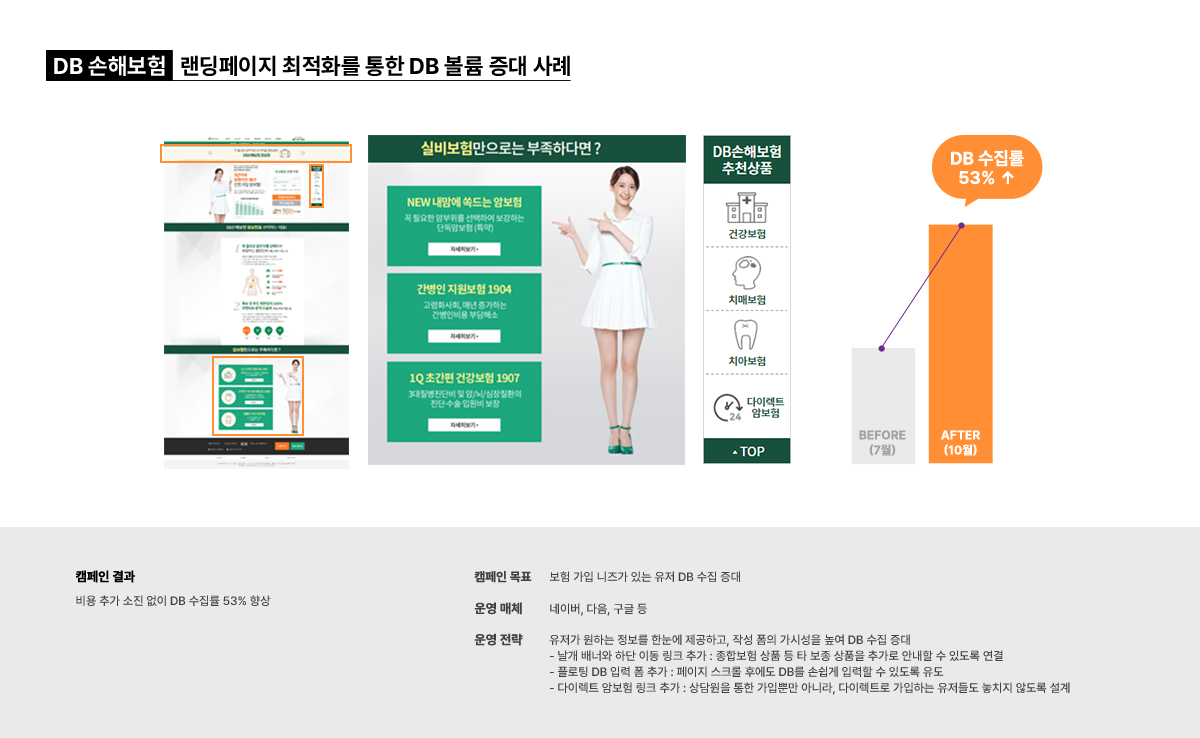 DB 손해보험 랜딩페이지 최적화를 통한 DB 볼륨 증대 사례
실비보험만으로는 부족하다면 ?
NEW 내맘에 쏙드는 암보험
꼭 필요한 암부위를 선택하여 보강하는
단독암보험 (특약)
자세히보기 ›
간병인 지원보험 1904
고령화사회, 매년 증가하는
간병인비용 부담해소
자세히보기 ›
1Q 초간편 건강보험 1907
3대질병진단비 및 암/뇌/심장질환의
진단·수술·입원비 보장
자세히보기 ›
DB손해보험
추천상품
건강보험
치매보험
치아보험
24
다이렉트
암보험
▲ TOP
DB 수집률
53% ↑
BEFORE
(7월)
AFTER
(10월)
캠페인 결과
비용 추가 소진 없이 DB 수집률 53% 향상
캠페인 목표 보험 가입 니즈가 있는 유저 DB 수집 증대
운영 매체 네이버, 다음, 구글 등
운영 전략 유저가 원하는 정보를 한눈에 제공하고, 작성 폼의 가시성을 높여 DB 수집 증대
- 날개 배너와 하단 이동 링크 추가 : 종합보험 상품 등 타 보종 상품을 추가로 안내할 수 있도록 연결
- 플로팅 DB 입력 폼 추가 : 페이지 스크롤 후에도 DB를 손쉽게 입력할 수 있도록 유도
- 다이렉트 암보험 링크 추가 : 상담원을 통한 가입뿐만 아니라, 다이렉트로 가입하는 유저들도 놓치지 않도록 설계